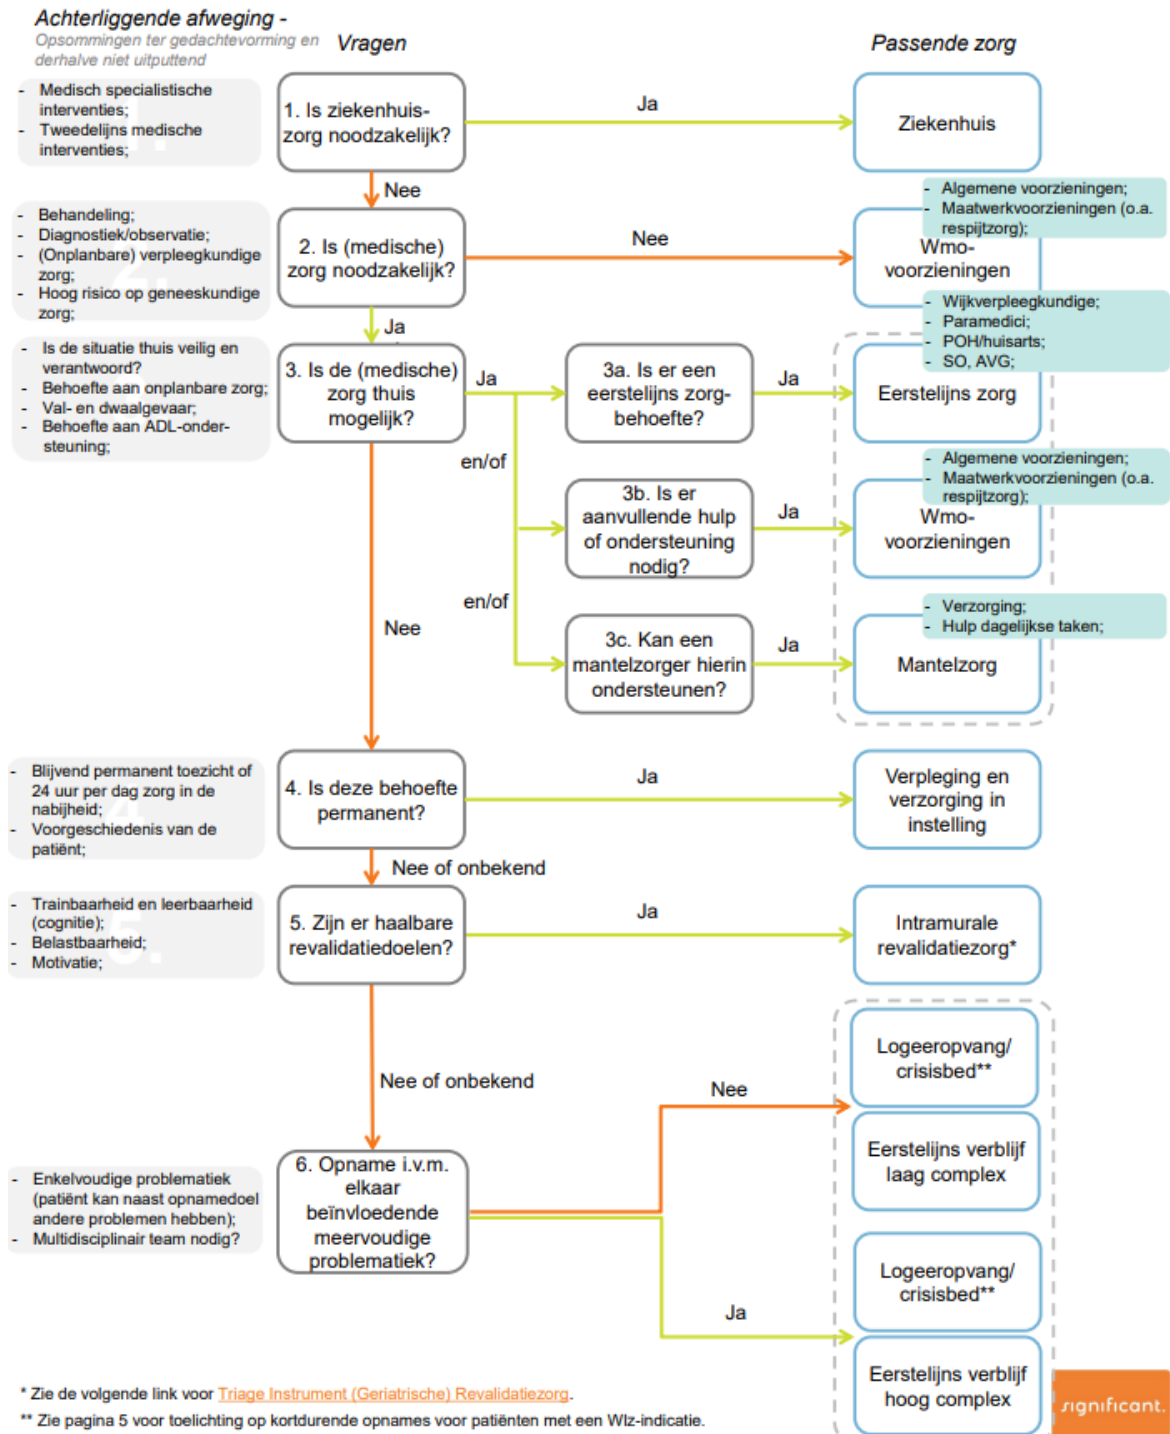 Achterliggende afweging -
Opsommingen ter gedachtevorming en
derhalve niet uitputtend
Vragen
Passende zorg
- Medisch specialistische
interventies;
- Tweedelijns medische
interventies;
1.
1. Is ziekenhuis-
zorg noodzakelijk?
Ja
Ziekenhuis
Nee
- Behandeling;
- Diagnostiek/observatie;
- (Onplanbare) verpleegkundige
zorg;
- Hoog risico op geneeskundige
zorg;
2.
2. Is (medische)
zorg noodzakelijk?
Nee
- Algemene voorzieningen;
- Maatwerkvoorzieningen (o.a.
respijtzorg);
Wmo-
voorzieningen
Ja
- Is de situatie thuis veilig en
verantwoord?
- Behoefte aan onplanbare zorg;
- Val- en dwaalgevaar;
- Behoefte aan ADL-onder-
steuning;
3. Is de (medische)
zorg thuis
mogelijk?
Ja
3a. Is er een
eerstelijns zorg-
behoefte?
Ja
- Wijkverpleegkundige;
- Paramedici;
- POH/huisarts;
- SO, AVG;
Eerstelijns zorg
en/of
3b. Is er
aanvullende hulp
of ondersteuning
nodig?
Ja
- Algemene voorzieningen;
- Maatwerkvoorzieningen (o.a.
respijtzorg);
Wmo-
voorzieningen
en/of
3c. Kan een
mantelzorger hierin
ondersteunen?
Ja
- Verzorging;
- Hulp dagelijkse taken;
Mantelzorg
Nee
- Blijvend permanent toezicht of
24 uur per dag zorg in de
nabijheid;
- Voorgeschiedenis van de
patiënt;
4.
4. Is deze behoefte
permanent?
Ja
Verpleging en
verzorging in
instelling
Nee of onbekend
- Trainbaarheid en leerbaarheid
(cognitie);
- Belastbaarheid;
- Motivatie;
5.
5. Zijn er haalbare
revalidatiedoelen?
Ja
Intramurale
revalidatiezorg*
Nee of onbekend
- Enkelvoudige problematiek
(patiënt kan naast opnamedoel
andere problemen hebben);
- Multidisciplinair team nodig?
6. Opname i.v.m.
elkaar
beïnvloedende
meervoudige
problematiek?
Nee
Logeeropvang/
crisisbed**
Eerstelijns verblijf
laag complex
Ja
Logeeropvang/
crisisbed**
Eerstelijns verblijf
hoog complex
* Zie de volgende link voor Triage Instrument (Geriatrische) Revalidatiezorg.
** Zie pagina 5 voor toelichting op kortdurende opnames voor patiënten met een Wlz-indicatie.
significant.